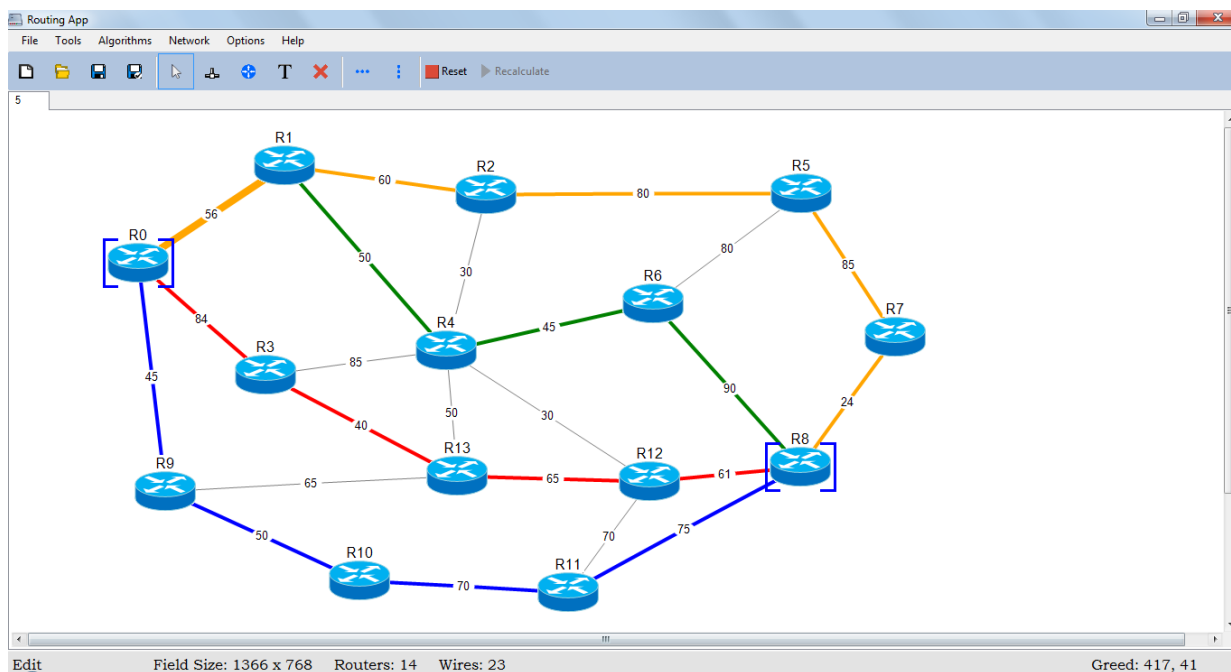 Routing App
File Tools Algorithms Network Options Help
T Reset Recalculate
5
R1
R2
R5
60
80
56
R0
80
50
R6
85
30
R4
R7
84
45
R3
85
45
90
24
50
30
40
R13
R12
R8
R9
65
65
61
50
75
70
R10
R11
70
Edit Field Size: 1366 x 768 Routers: 14 Wires: 23 Greed: 417, 41